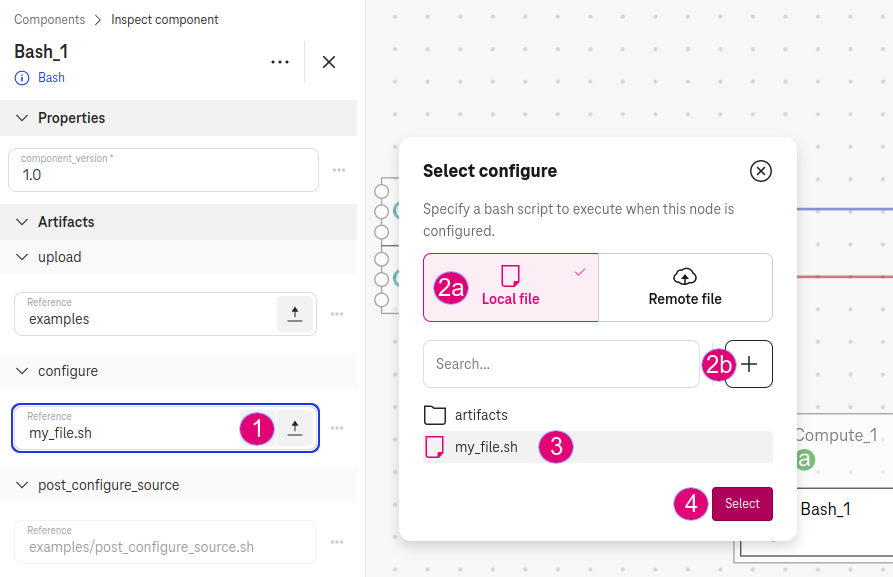 Components > Inspect component
Bash_1
Bash
Properties
component_version *
1.0
Artifacts
upload
Reference
examples
configure
Reference
my_file.sh
1
post_configure_source
Reference
examples/post_configure_source.sh
Select configure
Specify a bash script to execute when this node is
configured.
2a
Local file
Remote file
Search...
2b
artifacts
my_file.sh
3
4
Select
Compute_1
a
Bash_1